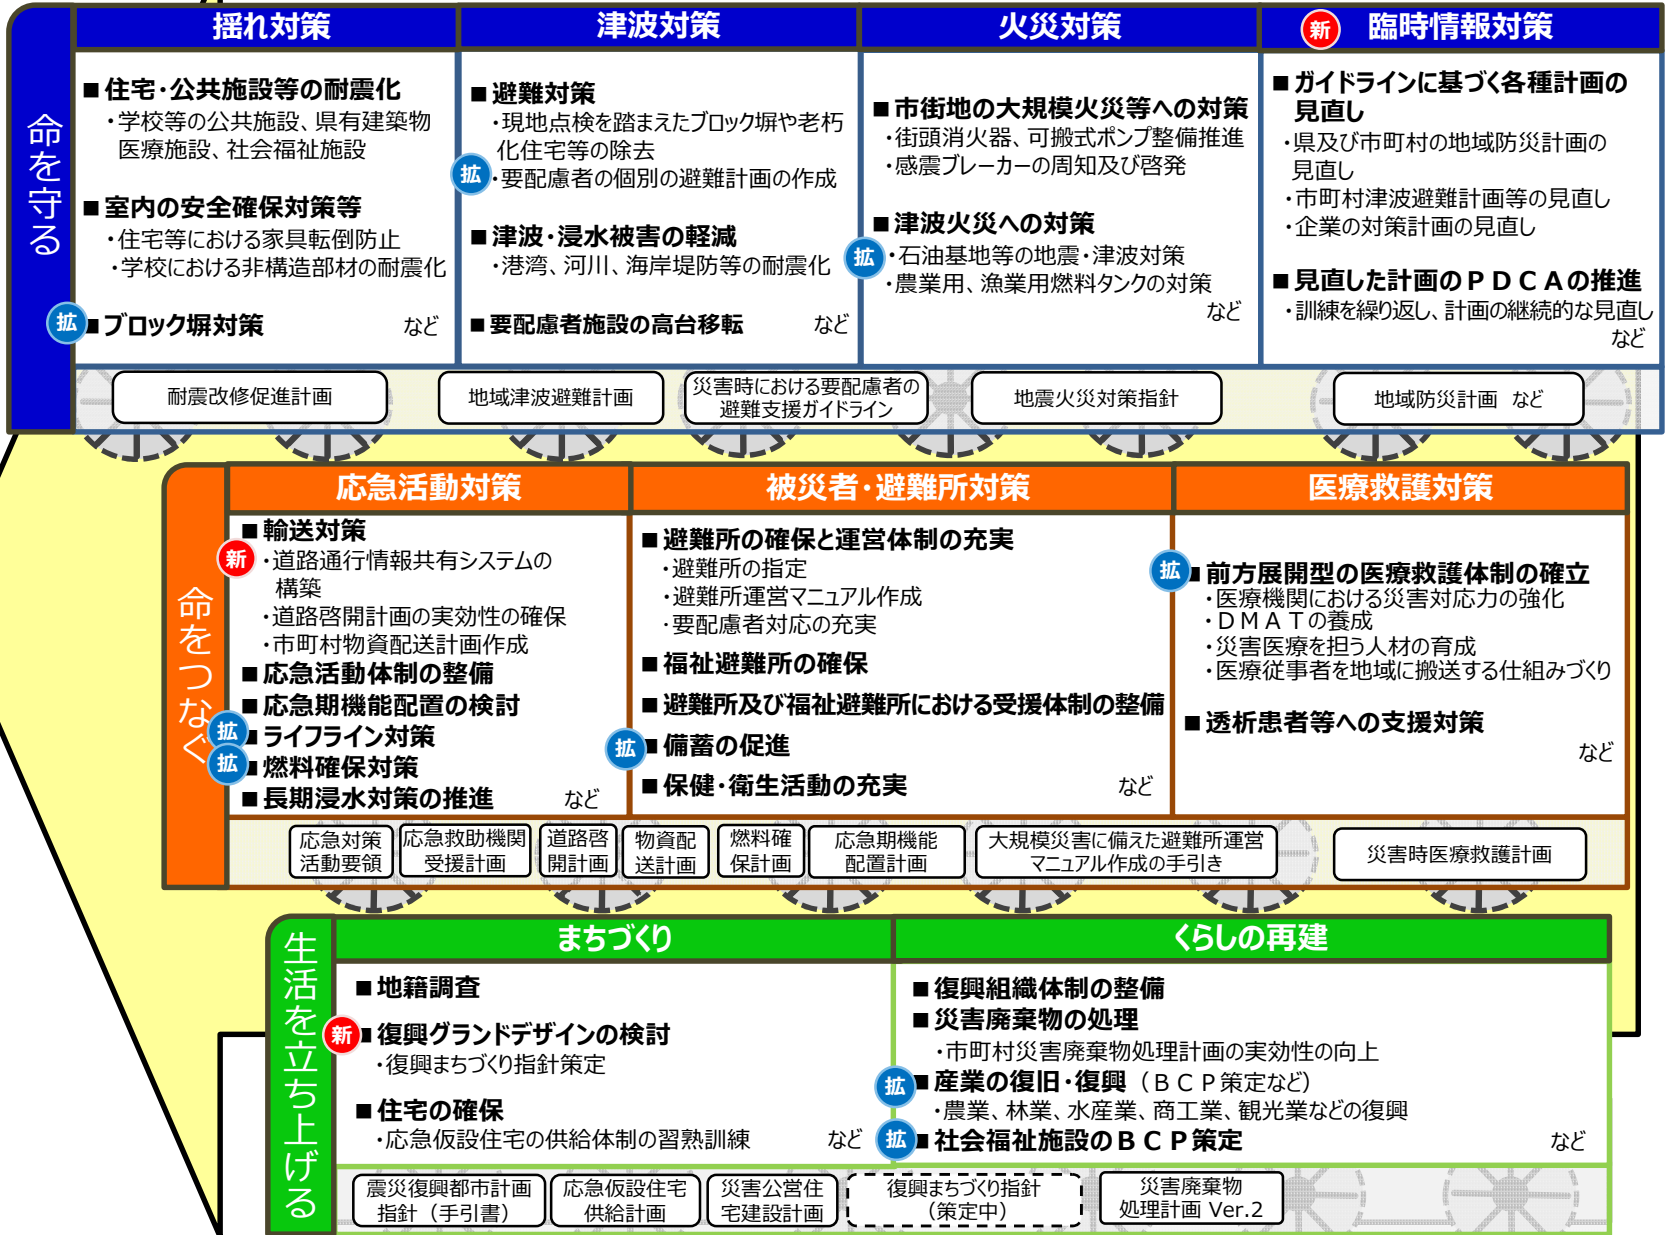 命を守る
揺れ対策
■住宅・公共施設等の耐震化
・学校等の公共施設、県有建築物
医療施設、社会福祉施設
■室内の安全確保対策等
・住宅等における家具転倒防止
・学校における非構造部材の耐震化
拡
■ブロック塀対策
など
津波対策
■避難対策
・現地点検を踏まえたブロック塀や老朽
化住宅等の除去
拡
・要配慮者の個別の避難計画の作成
■津波・浸水被害の軽減
・港湾、河川、海岸堤防等の耐震化
■要配慮者施設の高台移転
など
火災対策
■市街地の大規模火災等への対策
・街頭消火器、可搬式ポンプ整備推進
・感震ブレーカーの周知及び啓発
■津波火災への対策
拡
・石油基地等の地震・津波対策
・農業用、漁業用燃料タンクの対策
など
新
臨時情報対策
■ガイドラインに基づく各種計画の
見直し
・県及び市町村の地域防災計画の
見直し
・市町村津波避難計画等の見直し
・企業の対策計画の見直し
■見直した計画のPDCAの推進
・訓練を繰り返し、計画の継続的な見直し
など
耐震改修促進計画
地域津波避難計画
災害時における要配慮者の
避難支援ガイドライン
地震火災対策指針
地域防災計画 など
命をつなぐ
応急活動対策
■輸送対策
新
・道路通行情報共有システムの
構築
・道路啓開計画の実効性の確保
・市町村物資配送計画作成
■応急活動体制の整備
■応急期機能配置の検討
拡
■ライフライン対策
拡
■燃料確保対策
■長期浸水対策の推進
など
被災者・避難所対策
■避難所の確保と運営体制の充実
・避難所の指定
・避難所運営マニュアル作成
・要配慮者対応の充実
■福祉避難所の確保
■避難所及び福祉避難所における受援体制の整備
拡
■備蓄の促進
■保健・衛生活動の充実
など
医療救護対策
拡
■前方展開型の医療救護体制の確立
・医療機関における災害対応力の強化
・DMATの養成
・災害医療を担う人材の育成
・医療従事者を地域に搬送する仕組みづくり
■透析患者等への支援対策
など
応急対策
活動要領
応急救助機関
受援計画
道路啓
開計画
物資配
送計画
燃料確
保計画
応急期機能
配置計画
大規模災害に備えた避難所運営
マニュアル作成の手引き
災害時医療救護計画
生活を立ち上げる
まちづくり
■地籍調査
新
■復興グランドデザインの検討
・復興まちづくり指針策定
■住宅の確保
・応急仮設住宅の供給体制の習熟訓練
など
くらしの再建
■復興組織体制の整備
■災害廃棄物の処理
・市町村災害廃棄物処理計画の実効性の向上
拡
■産業の復旧・復興（BCP策定など）
・農業、林業、水産業、商工業、観光業などの復興
拡
■社会福祉施設のBCP策定
など
震災復興都市計画
指針（手引書）
応急仮設住宅
供給計画
災害公営住
宅建設計画
復興まちづくり指針
（策定中）
災害廃棄物
処理計画 Ver.2